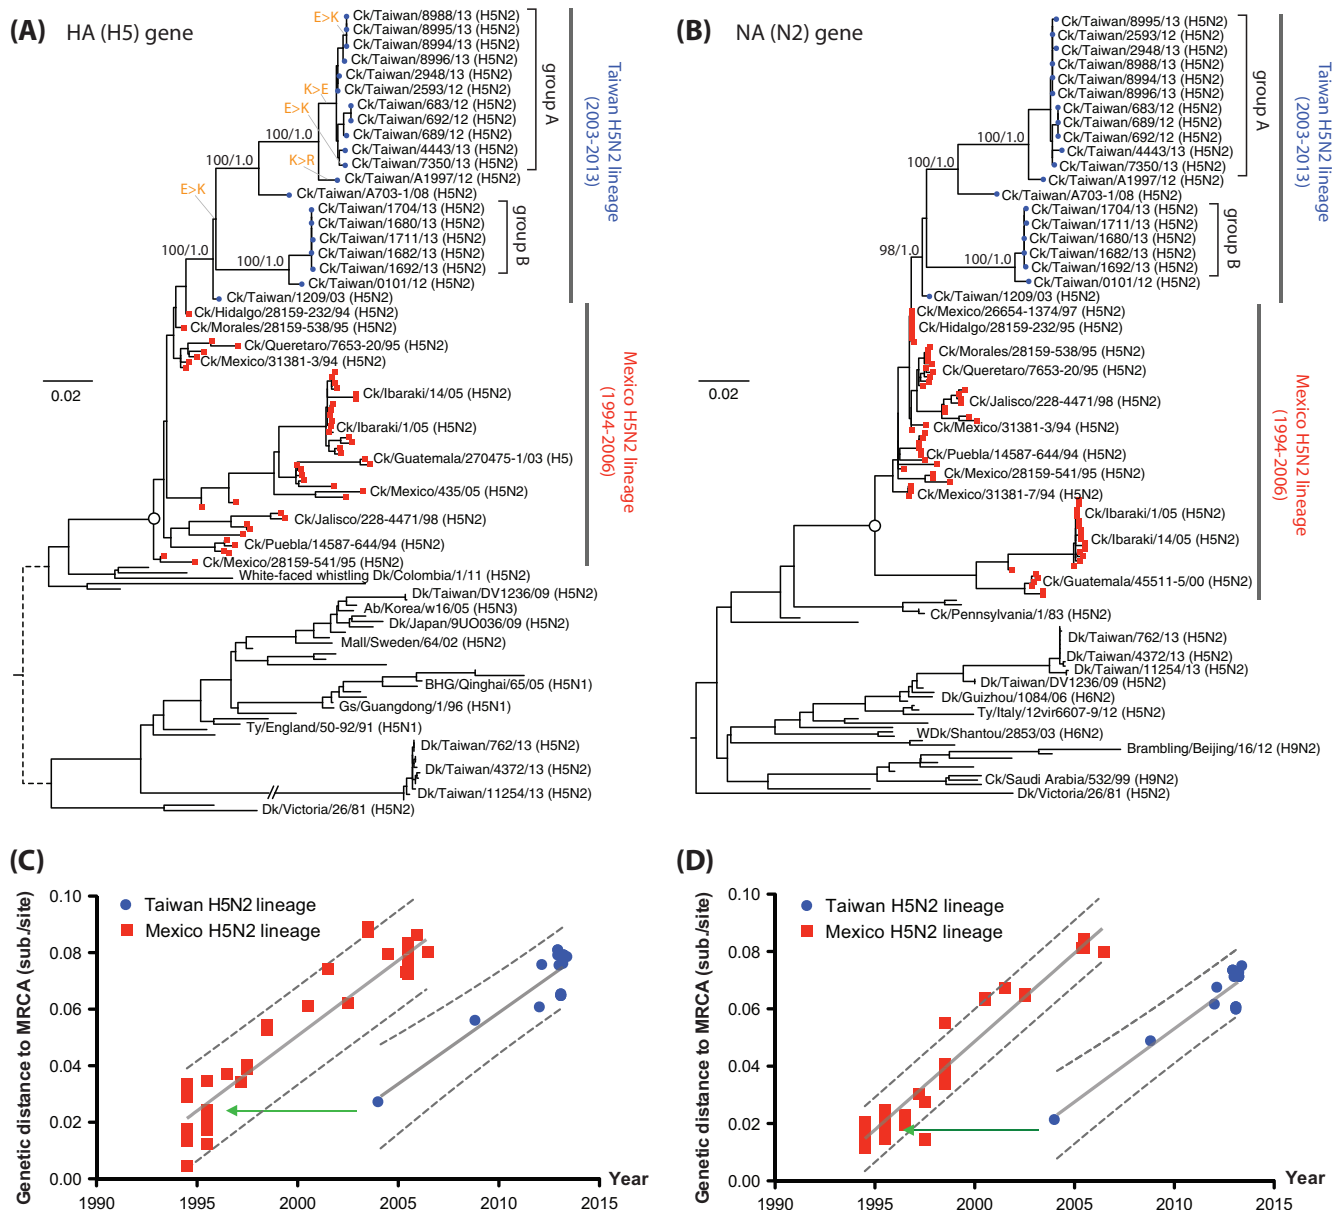 (A) HA (H5) gene
E>K
Ck/Taiwan/8988/13 (H5N2)
Ck/Taiwan/8995/13 (H5N2)
Ck/Taiwan/8994/13 (H5N2)
Ck/Taiwan/8996/13 (H5N2)
Ck/Taiwan/2948/13 (H5N2)
K>E
Ck/Taiwan/2593/12 (H5N2)
E>K
Ck/Taiwan/683/12 (H5N2)
Ck/Taiwan/692/12 (H5N2)
100/1.0
Ck/Taiwan/689/12 (H5N2)
Ck/Taiwan/4443/13 (H5N2)
100/1.0
K>R
Ck/Taiwan/7350/13 (H5N2)
Ck/Taiwan/A1997/12 (H5N2)
E>K
Ck/Taiwan/A703-1/08 (H5N2)
Ck/Taiwan/1704/13 (H5N2)
Ck/Taiwan/1680/13 (H5N2)
Ck/Taiwan/1711/13 (H5N2)
100/1.0
Ck/Taiwan/1682/13 (H5N2)
100/1.0
Ck/Taiwan/1692/13 (H5N2)
Ck/Taiwan/0101/12 (H5N2)
Ck/Taiwan/1209/03 (H5N2)
group A
group B
Taiwan H5N2 lineage
(2003-2013)
Ck/Hidalgo/28159-232/94 (H5N2)
Ck/Morales/28159-538/95 (H5N2)
Ck/Queretaro/7653-20/95 (H5N2)
Ck/Mexico/31381-3/94 (H5N2)
0.02
Ck/Ibaraki/14/05 (H5N2)
Ck/Ibaraki/1/05 (H5N2)
Ck/Guatemala/270475-1/03 (H5)
Ck/Mexico/435/05 (H5N2)
Ck/Jalisco/228-4471/98 (H5N2)
Ck/Puebla/14587-644/94 (H5N2)
Ck/Mexico/28159-541/95 (H5N2)
Mexico H5N2 lineage
(1994-2006)
White-faced whistling Dk/Colombia/1/11 (H5N2)
Dk/Taiwan/DV1236/09 (H5N2)
Ab/Korea/w16/05 (H5N3)
Dk/Japan/9UO036/09 (H5N2)
Mall/Sweden/64/02 (H5N2)
BHG/Qinghai/65/05 (H5N1)
Gs/Guangdong/1/96 (H5N1)
Ty/England/50-92/91 (H5N1)
Dk/Taiwan/762/13 (H5N2)
Dk/Taiwan/4372/13 (H5N2)
Dk/Taiwan/11254/13 (H5N2)
Dk/Victoria/26/81 (H5N2)
(B) NA (N2) gene
Ck/Taiwan/8995/13 (H5N2)
Ck/Taiwan/2593/12 (H5N2)
Ck/Taiwan/2948/13 (H5N2)
Ck/Taiwan/8988/13 (H5N2)
Ck/Taiwan/8994/13 (H5N2)
Ck/Taiwan/8996/13 (H5N2)
Ck/Taiwan/683/12 (H5N2)
Ck/Taiwan/689/12 (H5N2)
100/1.0
Ck/Taiwan/692/12 (H5N2)
Ck/Taiwan/4443/13 (H5N2)
100/1.0
Ck/Taiwan/7350/13 (H5N2)
Ck/Taiwan/A1997/12 (H5N2)
Ck/Taiwan/A703-1/08 (H5N2)
Ck/Taiwan/1704/13 (H5N2)
Ck/Taiwan/1711/13 (H5N2)
Ck/Taiwan/1680/13 (H5N2)
98/1.0
Ck/Taiwan/1682/13 (H5N2)
100/1.0
Ck/Taiwan/1692/13 (H5N2)
Ck/Taiwan/0101/12 (H5N2)
Ck/Taiwan/1209/03 (H5N2)
group A
group B
Taiwan H5N2 lineage
(2003-2013)
Ck/Mexico/26654-1374/97 (H5N2)
Ck/Hidalgo/28159-232/95 (H5N2)
Ck/Morales/28159-538/95 (H5N2)
Ck/Queretaro/7653-20/95 (H5N2)
0.02
Ck/Jalisco/228-4471/98 (H5N2)
Ck/Mexico/31381-3/94 (H5N2)
Ck/Puebla/14587-644/94 (H5N2)
Ck/Mexico/28159-541/95 (H5N2)
Ck/Mexico/31381-7/94 (H5N2)
Ck/Ibaraki/1/05 (H5N2)
Ck/Ibaraki/14/05 (H5N2)
Ck/Guatemala/45511-5/00 (H5N2)
Mexico H5N2 lineage
(1994-2006)
Ck/Pennsylvania/1/83 (H5N2)
Dk/Taiwan/762/13 (H5N2)
Dk/Taiwan/4372/13 (H5N2)
Dk/Taiwan/11254/13 (H5N2)
Dk/Taiwan/DV1236/09 (H5N2)
Dk/Guizhou/1084/06 (H6N2)
Ty/Italy/12vir6607-9/12 (H5N2)
WDk/Shantou/2853/03 (H6N2)
Brambling/Beijing/16/12 (H9N2)
Ck/Saudi Arabia/532/99 (H9N2)
Dk/Victoria/26/81 (H5N2)
(C)
Genetic distance to MRCA (sub./site)
0.10
0.08
0.06
0.04
0.02
0.00
Taiwan H5N2 lineage
Mexico H5N2 lineage
1990 1995 2000 2005 2010 2015
Year
(D)
Genetic distance to MRCA (sub./site)
0.10
0.08
0.06
0.04
0.02
0.00
Taiwan H5N2 lineage
Mexico H5N2 lineage
1990 1995 2000 2005 2010 2015
Year